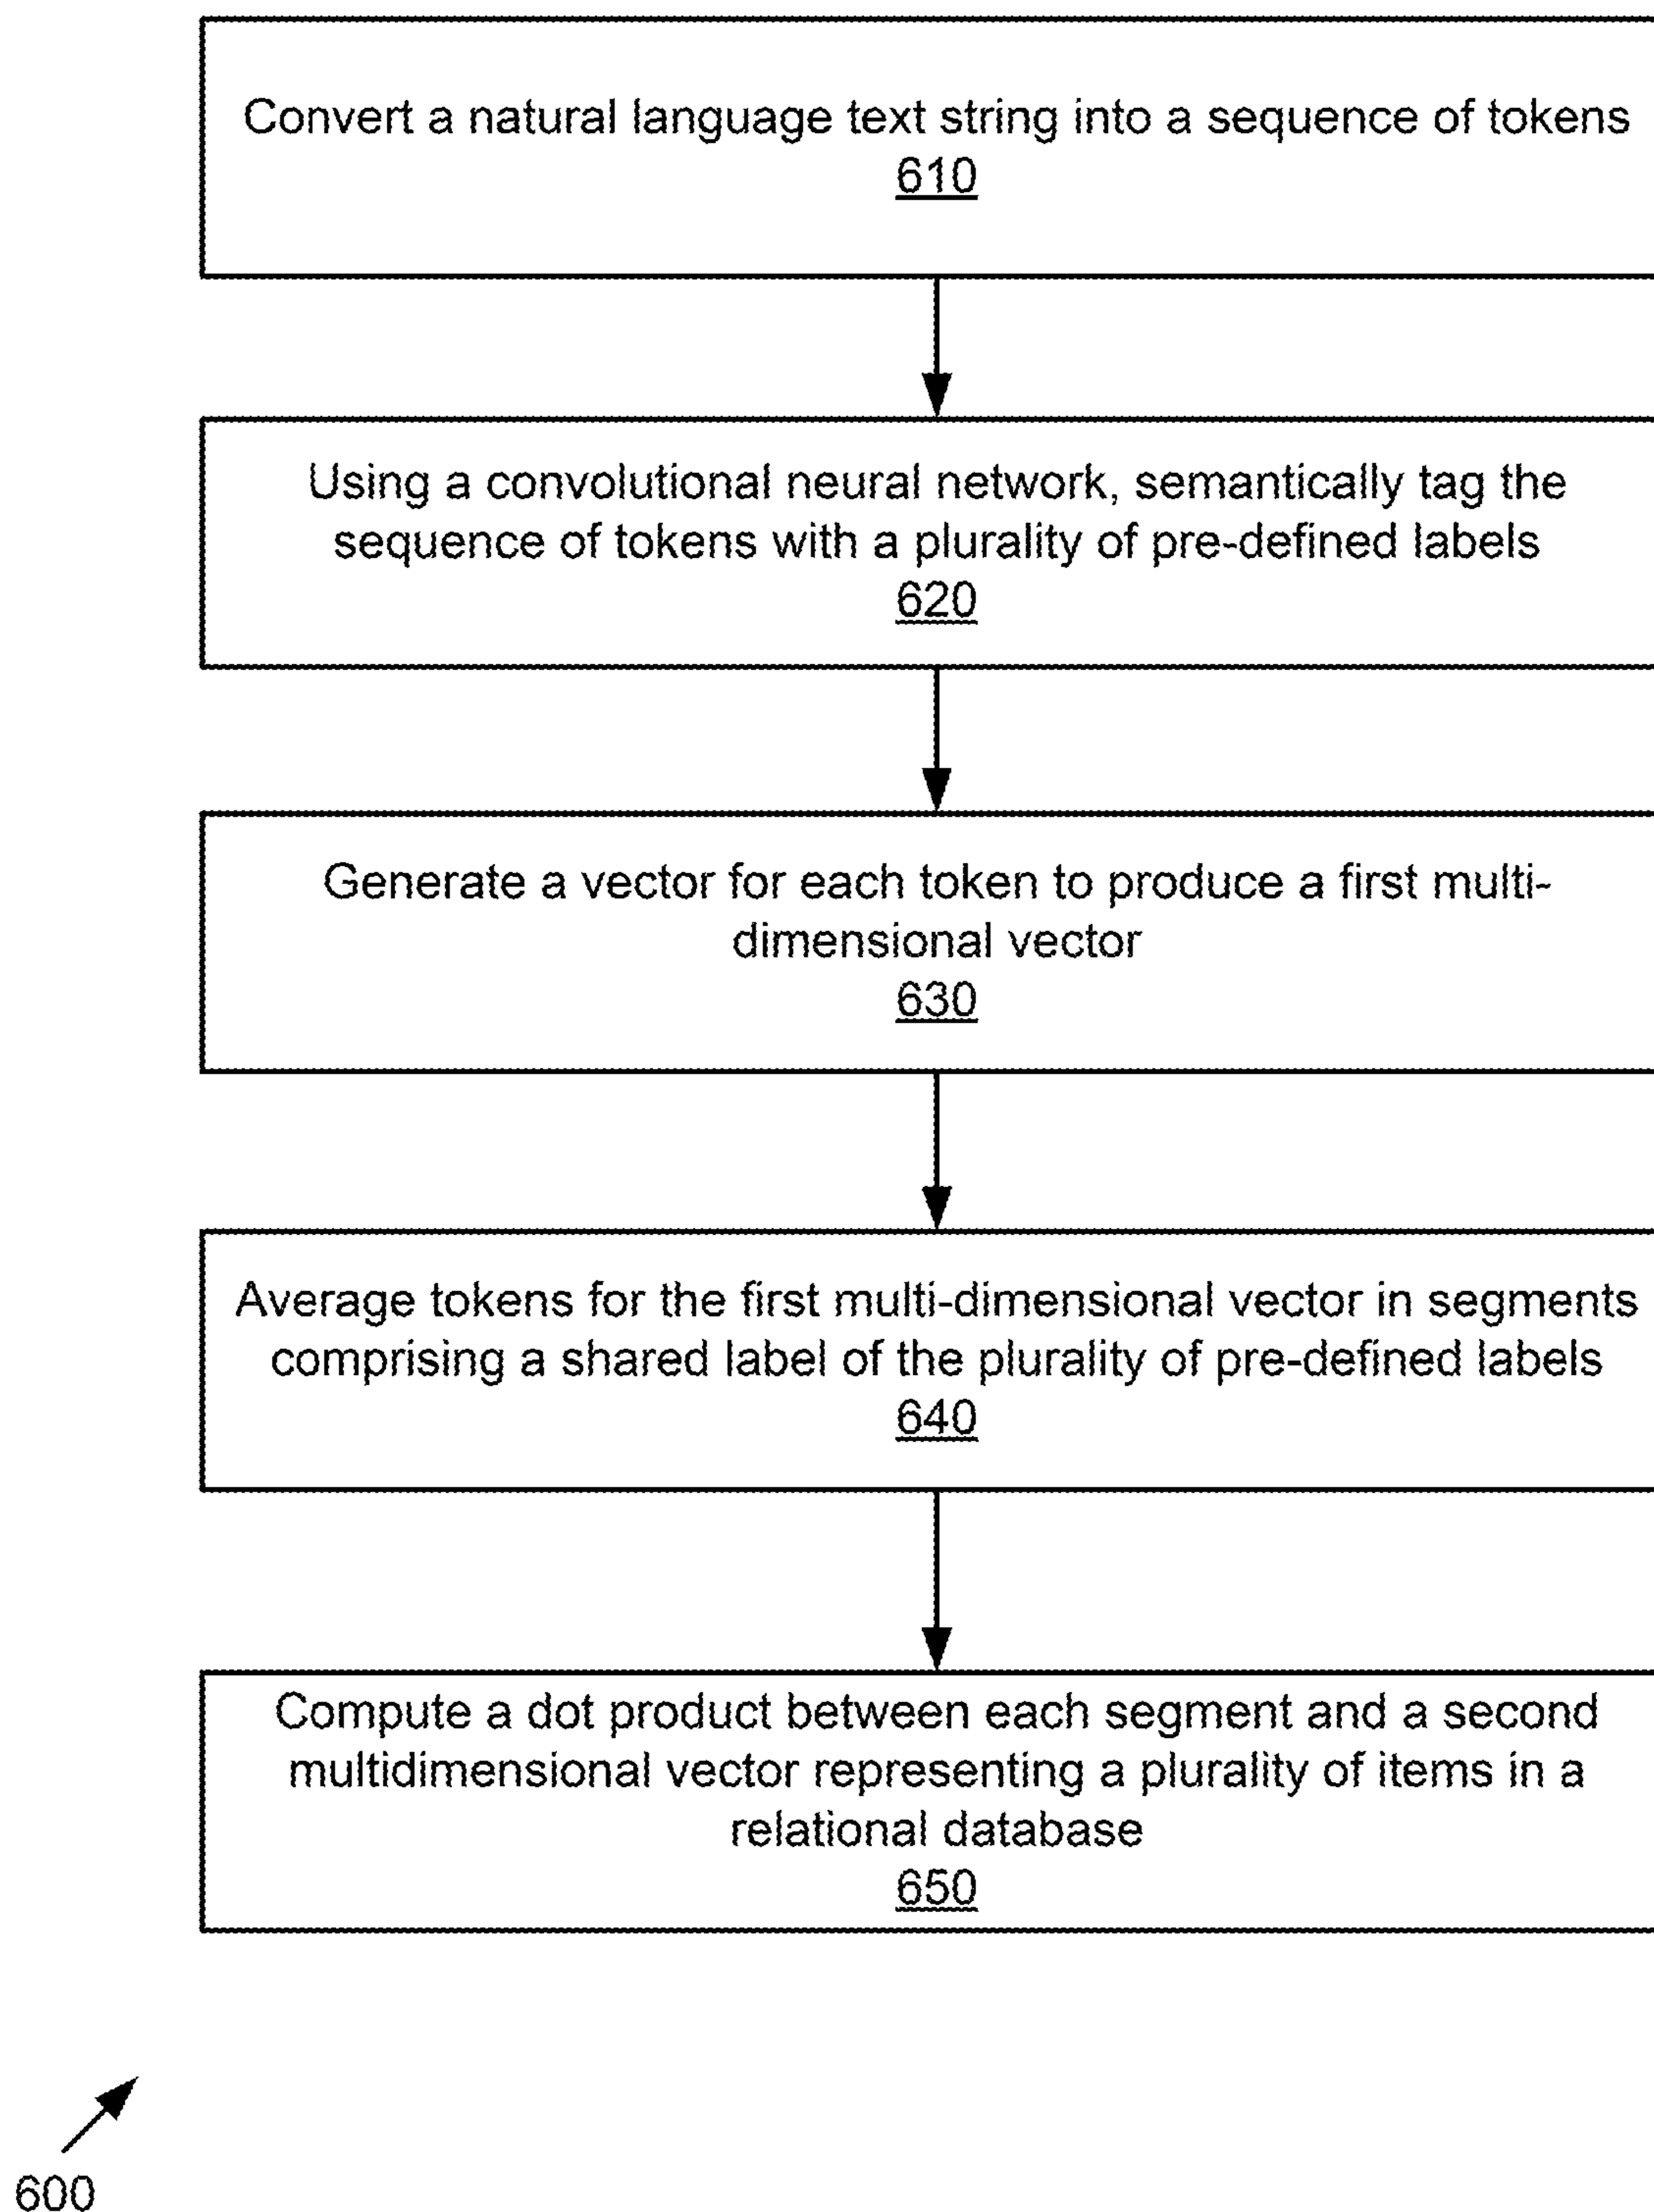 Convert a natural language text string into a sequence of tokens
610
Using a convolutional neural network, semantically tag the
sequence of tokens with a plurality of pre-defined labels
620
Generate a vector for each token to produce a first multi-
dimensional vector
630
Average tokens for the first multi-dimensional vector in segments
comprising a shared label of the plurality of pre-defined labels
640
Compute a dot product between each segment and a second
multidimensional vector representing a plurality of items in a
relational database
650
600